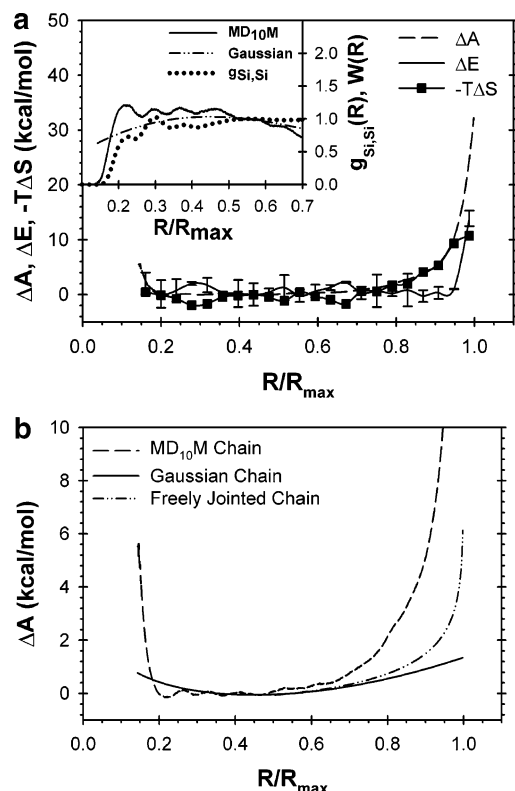 a
ΔA, ΔE, -TΔS (kcal/mol)
50
40
30
20
10
0
0.0 0.2 0.4 0.6 0.8 1.0
R/Rmax
ΔA
ΔE
-TΔS
MD10M
Gaussian
gSi,Si
2.0
1.5
1.0
0.5
0.0
gSi,Si(R), W(R)
0.2 0.3 0.4 0.5 0.6 0.7
R/Rmax
b
ΔA (kcal/mol)
10
8
6
4
2
0
MD10M Chain
Gaussian Chain
Freely Jointed Chain
0.0 0.2 0.4 0.6 0.8 1.0
R/Rmax